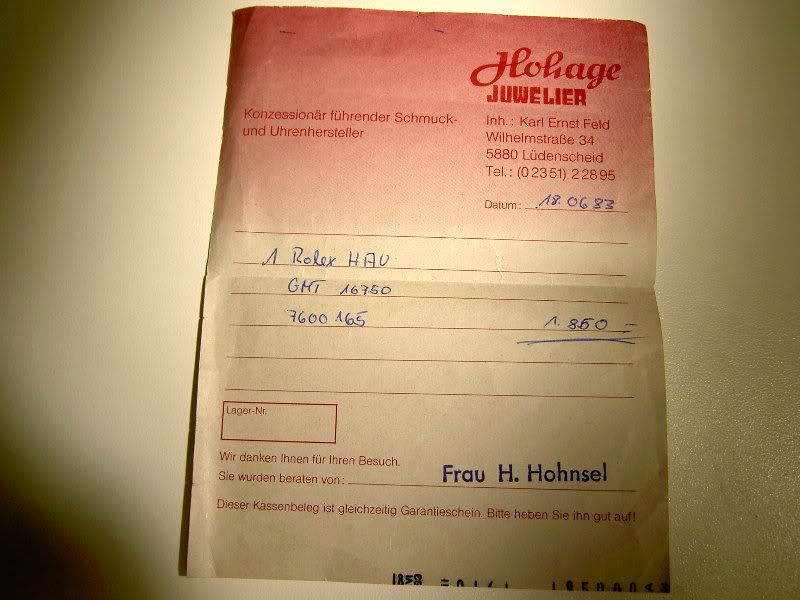 Hohage
JUWELIER
Konzessionär führender Schmuck-
und Uhrenhersteller
Inh.: Karl Ernst Feld
Wilhelmstraße 34
5880 Lüdenscheid
Tel.: (02351) 22895
Datum: 18.06 83
1 Rolex HAU
GMT 16750
7600165 1.850 –
Lager-Nr.
Wir danken Ihnen für Ihren Besuch.
Sie wurden beraten von: Frau H. Hohnsel
Dieser Kassenbeleg ist gleichzeitig Garantieschein. Bitte heben Sie ihn gut auf!